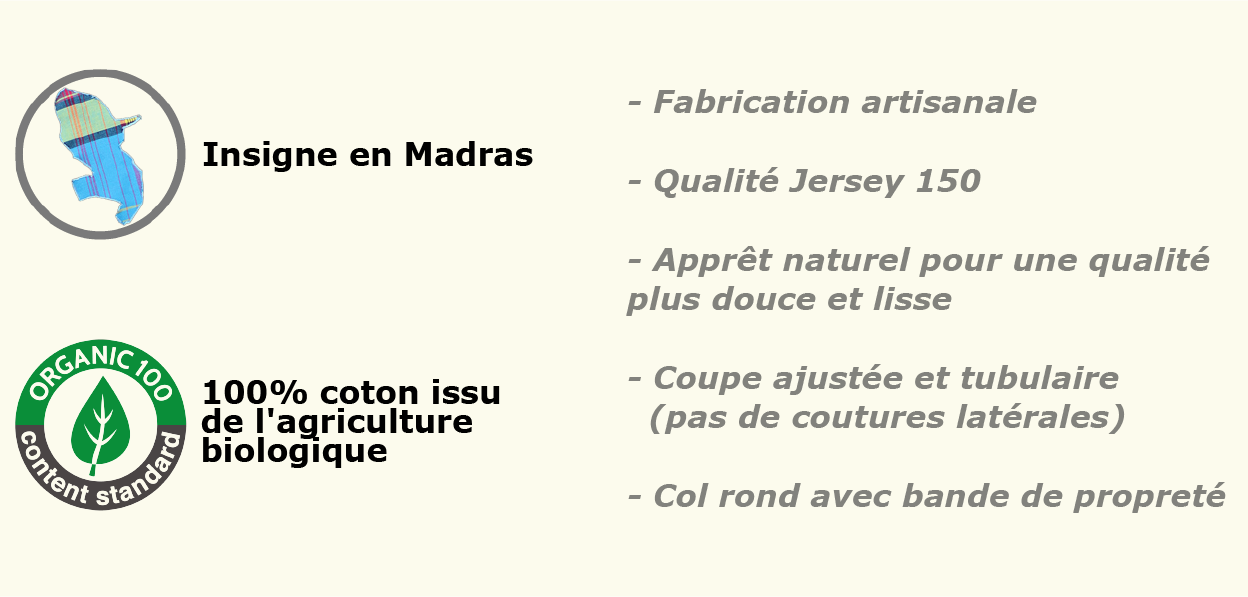 Insigne en Madras
ORGANIC 100
content standard
100% coton issu
de l'agriculture
biologique
- Fabrication artisanale
- Qualité Jersey 150
- Apprêt naturel pour une qualité
plus douce et lisse
- Coupe ajustée et tubulaire
(pas de coutures latérales)
- Col rond avec bande de propreté